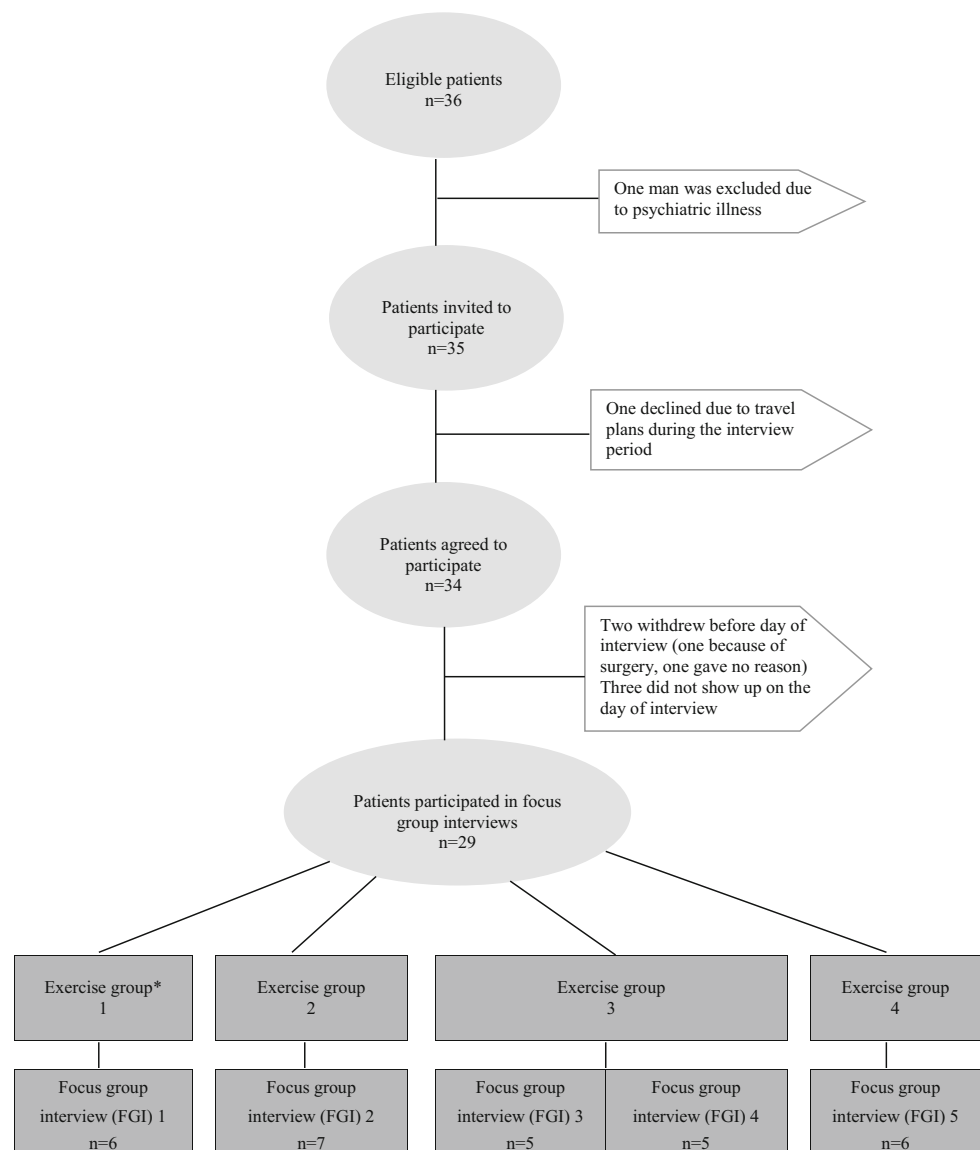 Eligible patients
n=36
One man was excluded due
to psychiatric illness
Patients invited to
participate
n=35
One declined due to travel
plans during the interview
period
Patients agreed to
participate
n=34
Two withdrew before day of
interview (one because of
surgery, one gave no reason)
Three did not show up on the
day of interview
Patients participated in focus
group interviews
n=29
Exercise group*
1
Exercise group
2
Exercise group
3
Exercise group
4
Focus group
interview (FGI) 1
n=6
Focus group
interview (FGI) 2
n=7
Focus group
interview (FGI) 3
n=5
Focus group
interview (FGI) 4
n=5
Focus group
interview (FGI) 5
n=6